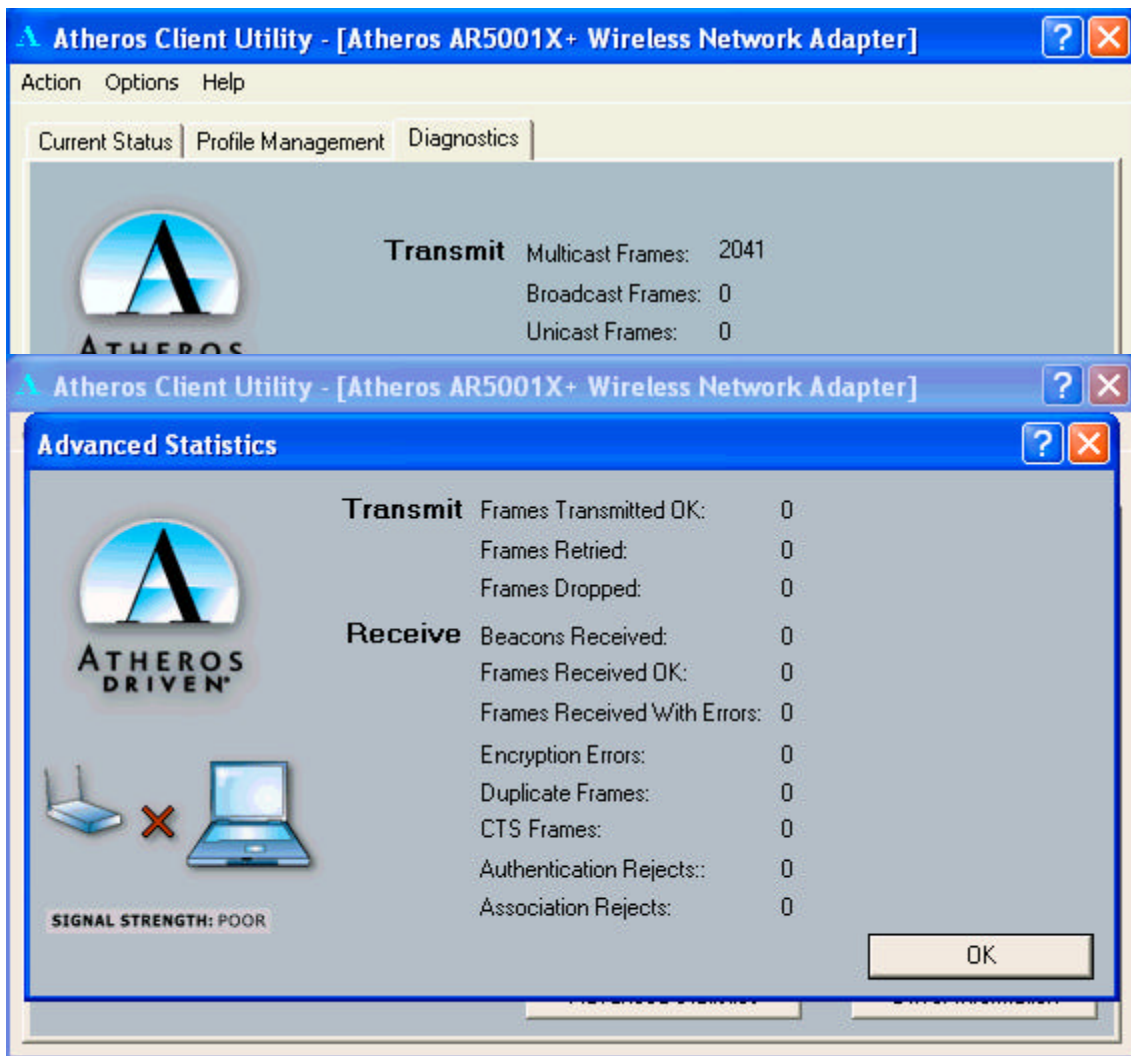 Atheros Client Utility - [Atheros AR5001X+ Wireless Network Adapter]
Action Options Help
Current Status Profile Management Diagnostics
Transmit Multicast Frames: 2041
Broadcast Frames: 0
Unicast Frames: 0
ATHEROS
Atheros Client Utility - [Atheros AR5001X+ Wireless Network Adapter]
Advanced Statistics
Transmit Frames Transmitted OK: 0
Frames Retried: 0
Frames Dropped: 0
Receive Beacons Received: 0
Frames Received OK: 0
Frames Received With Errors: 0
Encryption Errors: 0
Duplicate Frames: 0
CTS Frames: 0
Authentication Rejects:: 0
Association Rejects: 0
ATHEROS
DRIVEN
SIGNAL STRENGTH: POOR
OK